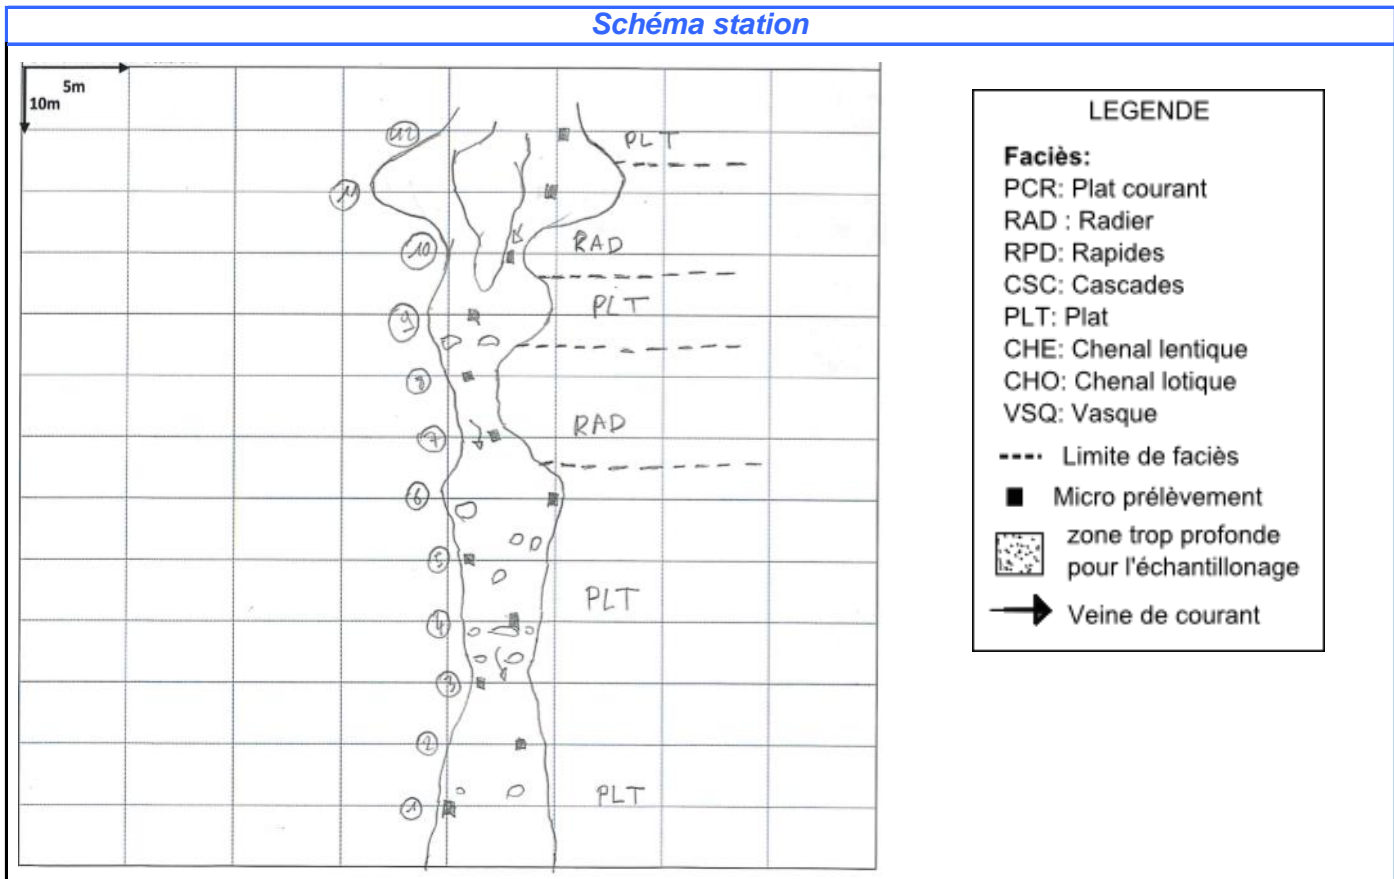 Schéma station
5m
10m
12
PLT
11
10
RAD
9
PLT
8
7
RAD
6
5
PLT
4
3
2
1
PLT
LEGENDE
Faciès:
PCR: Plat courant
RAD : Radier
RPD: Rapides
CSC: Cascades
PLT: Plat
CHE: Chenal lentique
CHO: Chenal lotique
VSQ: Vasque
Limite de faciès
Micro prélèvement
zone trop profonde
pour l'échantillonage
Veine de courant